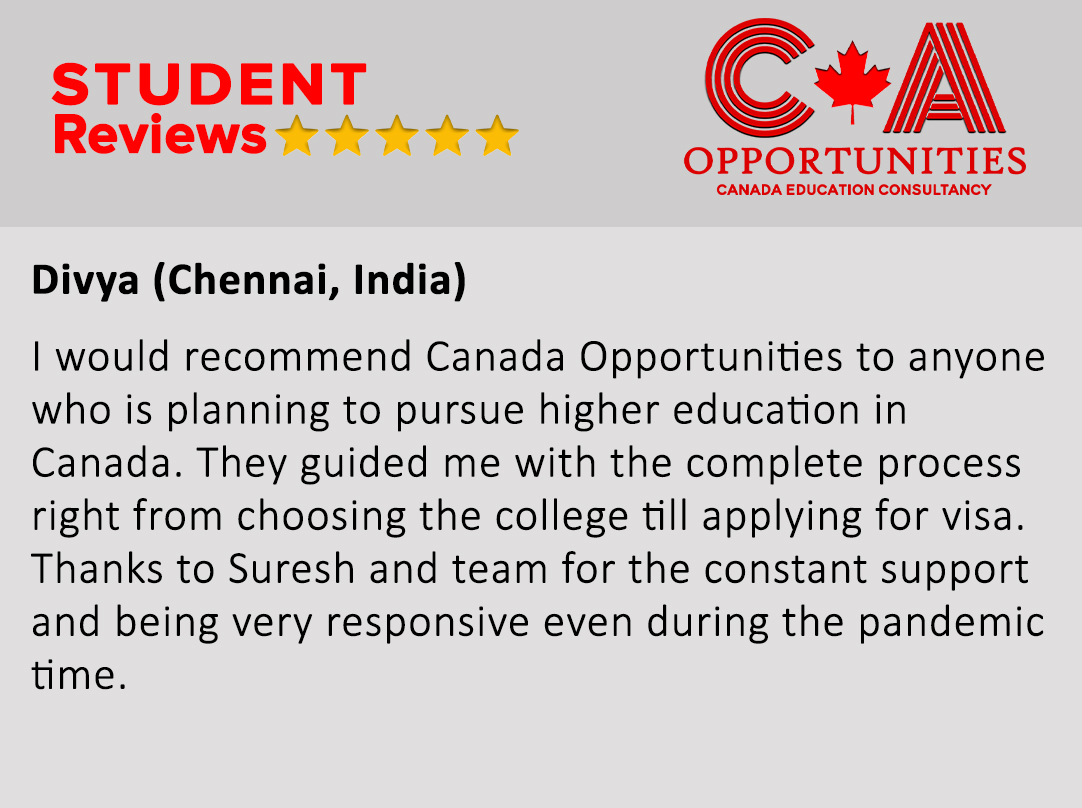 STUDENT
Reviews
CA
OPPORTUNITIES
CANADA EDUCATION CONSULTANCY
Divya (Chennai, India)
I would recommend Canada Opportunities to anyone
who is planning to pursue higher education in
Canada. They guided me with the complete process
right from choosing the college till applying for visa.
Thanks to Suresh and team for the constant support
and being very responsive even during the pandemic
time.